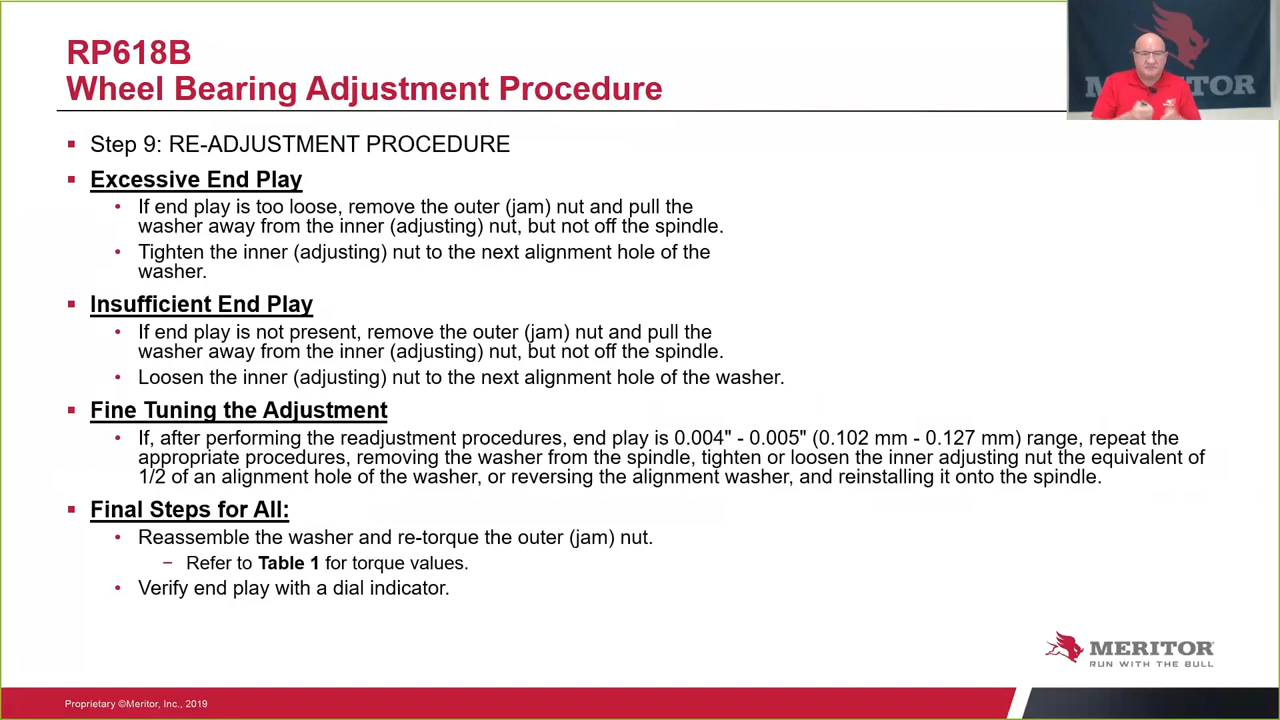 RP618B
Wheel Bearing Adjustment Procedure
MERITOR
Step 9: RE-ADJUSTMENT PROCEDURE
Excessive End Play
If end play is too loose, remove the outer (jam) nut and pull the
washer away from the inner (adjusting) nut, but not off the spindle.
Tighten the inner (adjusting) nut to the next alignment hole of the
washer.
Insufficient End Play
If end play is not present, remove the outer (jam) nut and pull the
washer away from the inner (adjusting) nut, but not off the spindle.
Loosen the inner (adjusting) nut to the next alignment hole of the washer.
Fine Tuning the Adjustment
If, after performing the readjustment procedures, end play is 0.004" - 0.005" (0.102 mm - 0.127 mm) range, repeat the
appropriate procedures, removing the washer from the spindle, tighten or loosen the inner adjusting nut the equivalent of
1/2 of an alignment hole of the washer, or reversing the alignment washer, and reinstalling it onto the spindle.
Final Steps for All:
Reassemble the washer and re-torque the outer (jam) nut.
Refer to Table 1 for torque values.
Verify end play with a dial indicator.
MERITOR
RUN WITH THE BULL
Proprietary ©Meritor, Inc., 2019